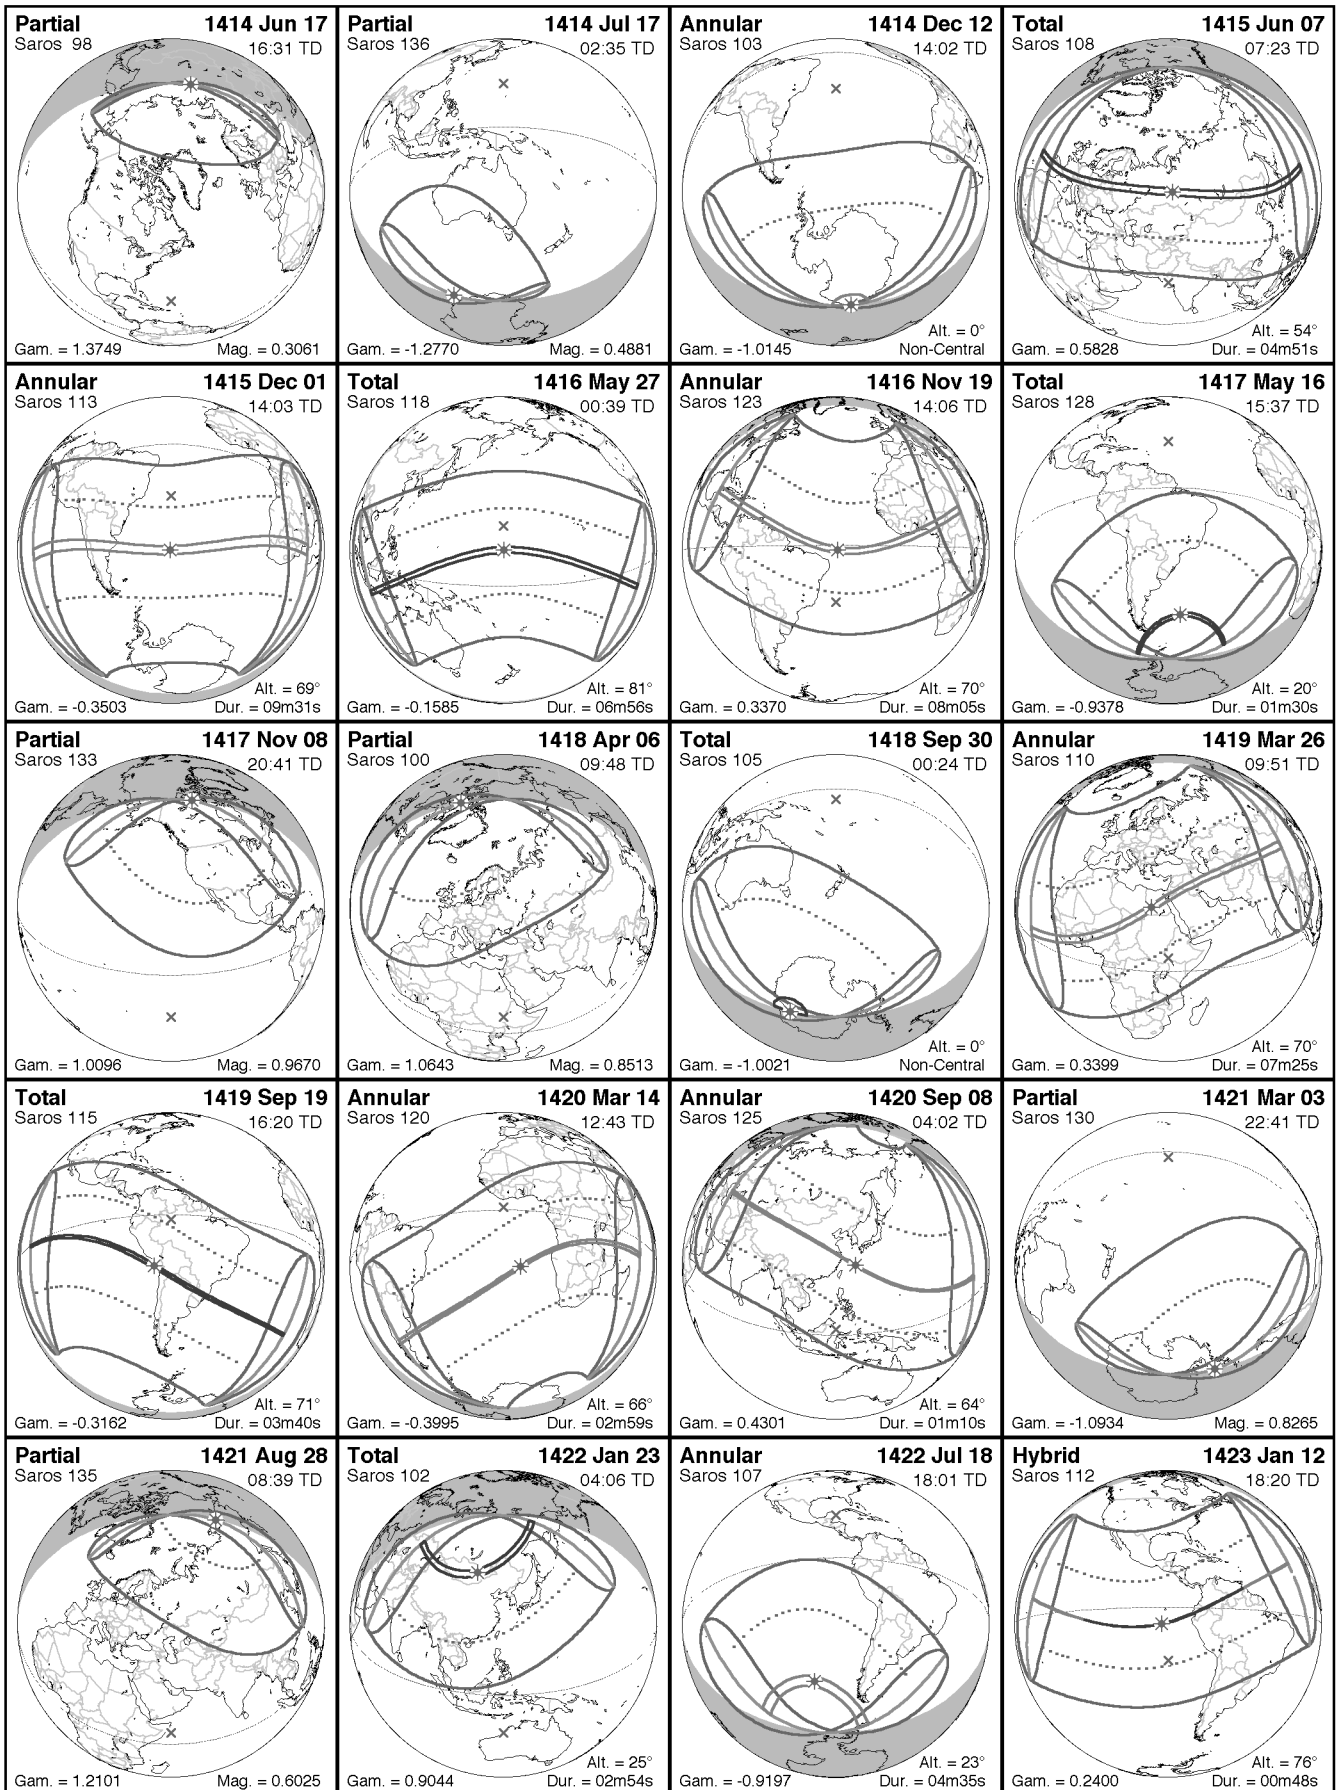 Partial 1414 Jun 17
Saros 98 16:31 TD
Gam. = 1.3749 Mag. = 0.3061
Partial 1414 Jul 17
Saros 136 02:35 TD
Gam. = -1.2770 Mag. = 0.4881
Annular 1414 Dec 12
Saros 103 14:02 TD
Alt. = 0°
Gam. = -1.0145 Non-Central
Total 1415 Jun 07
Saros 108 07:23 TD
Alt. = 54°
Gam. = 0.5828 Dur. = 04m51s
Annular 1415 Dec 01
Saros 113 14:03 TD
Alt. = 69°
Gam. = -0.3503 Dur. = 09m31s
Total 1416 May 27
Saros 118 00:39 TD
Alt. = 81°
Gam. = -0.1585 Dur. = 06m56s
Annular 1416 Nov 19
Saros 123 14:06 TD
Alt. = 70°
Gam. = 0.3370 Dur. = 08m05s
Total 1417 May 16
Saros 128 15:37 TD
Alt. = 20°
Gam. = -0.9378 Dur. = 01m30s
Partial 1417 Nov 08
Saros 133 20:41 TD
Gam. = 1.0096 Mag. = 0.9670
Partial 1418 Apr 06
Saros 100 09:48 TD
Gam. = 1.0643 Mag. = 0.8513
Total 1418 Sep 30
Saros 105 00:24 TD
Alt. = 0°
Gam. = -1.0021 Non-Central
Annular 1419 Mar 26
Saros 110 09:51 TD
Alt. = 70°
Gam. = 0.3399 Dur. = 07m25s
Total 1419 Sep 19
Saros 115 16:20 TD
Alt. = 71°
Gam. = -0.3162 Dur. = 03m40s
Annular 1420 Mar 14
Saros 120 12:43 TD
Alt. = 66°
Gam. = -0.3995 Dur. = 02m59s
Annular 1420 Sep 08
Saros 125 04:02 TD
Alt. = 64°
Gam. = 0.4301 Dur. = 01m10s
Partial 1421 Mar 03
Saros 130 22:41 TD
Gam. = -1.0934 Mag. = 0.8265
Partial 1421 Aug 28
Saros 135 08:39 TD
Gam. = 1.2101 Mag. = 0.6025
Total 1422 Jan 23
Saros 102 04:06 TD
Alt. = 25°
Gam. = 0.9044 Dur. = 02m54s
Annular 1422 Jul 18
Saros 107 18:01 TD
Alt. = 23°
Gam. = -0.9197 Dur. = 04m35s
Hybrid 1423 Jan 12
Saros 112 18:20 TD
Alt. = 76°
Gam. = 0.2400 Dur. = 00m48s